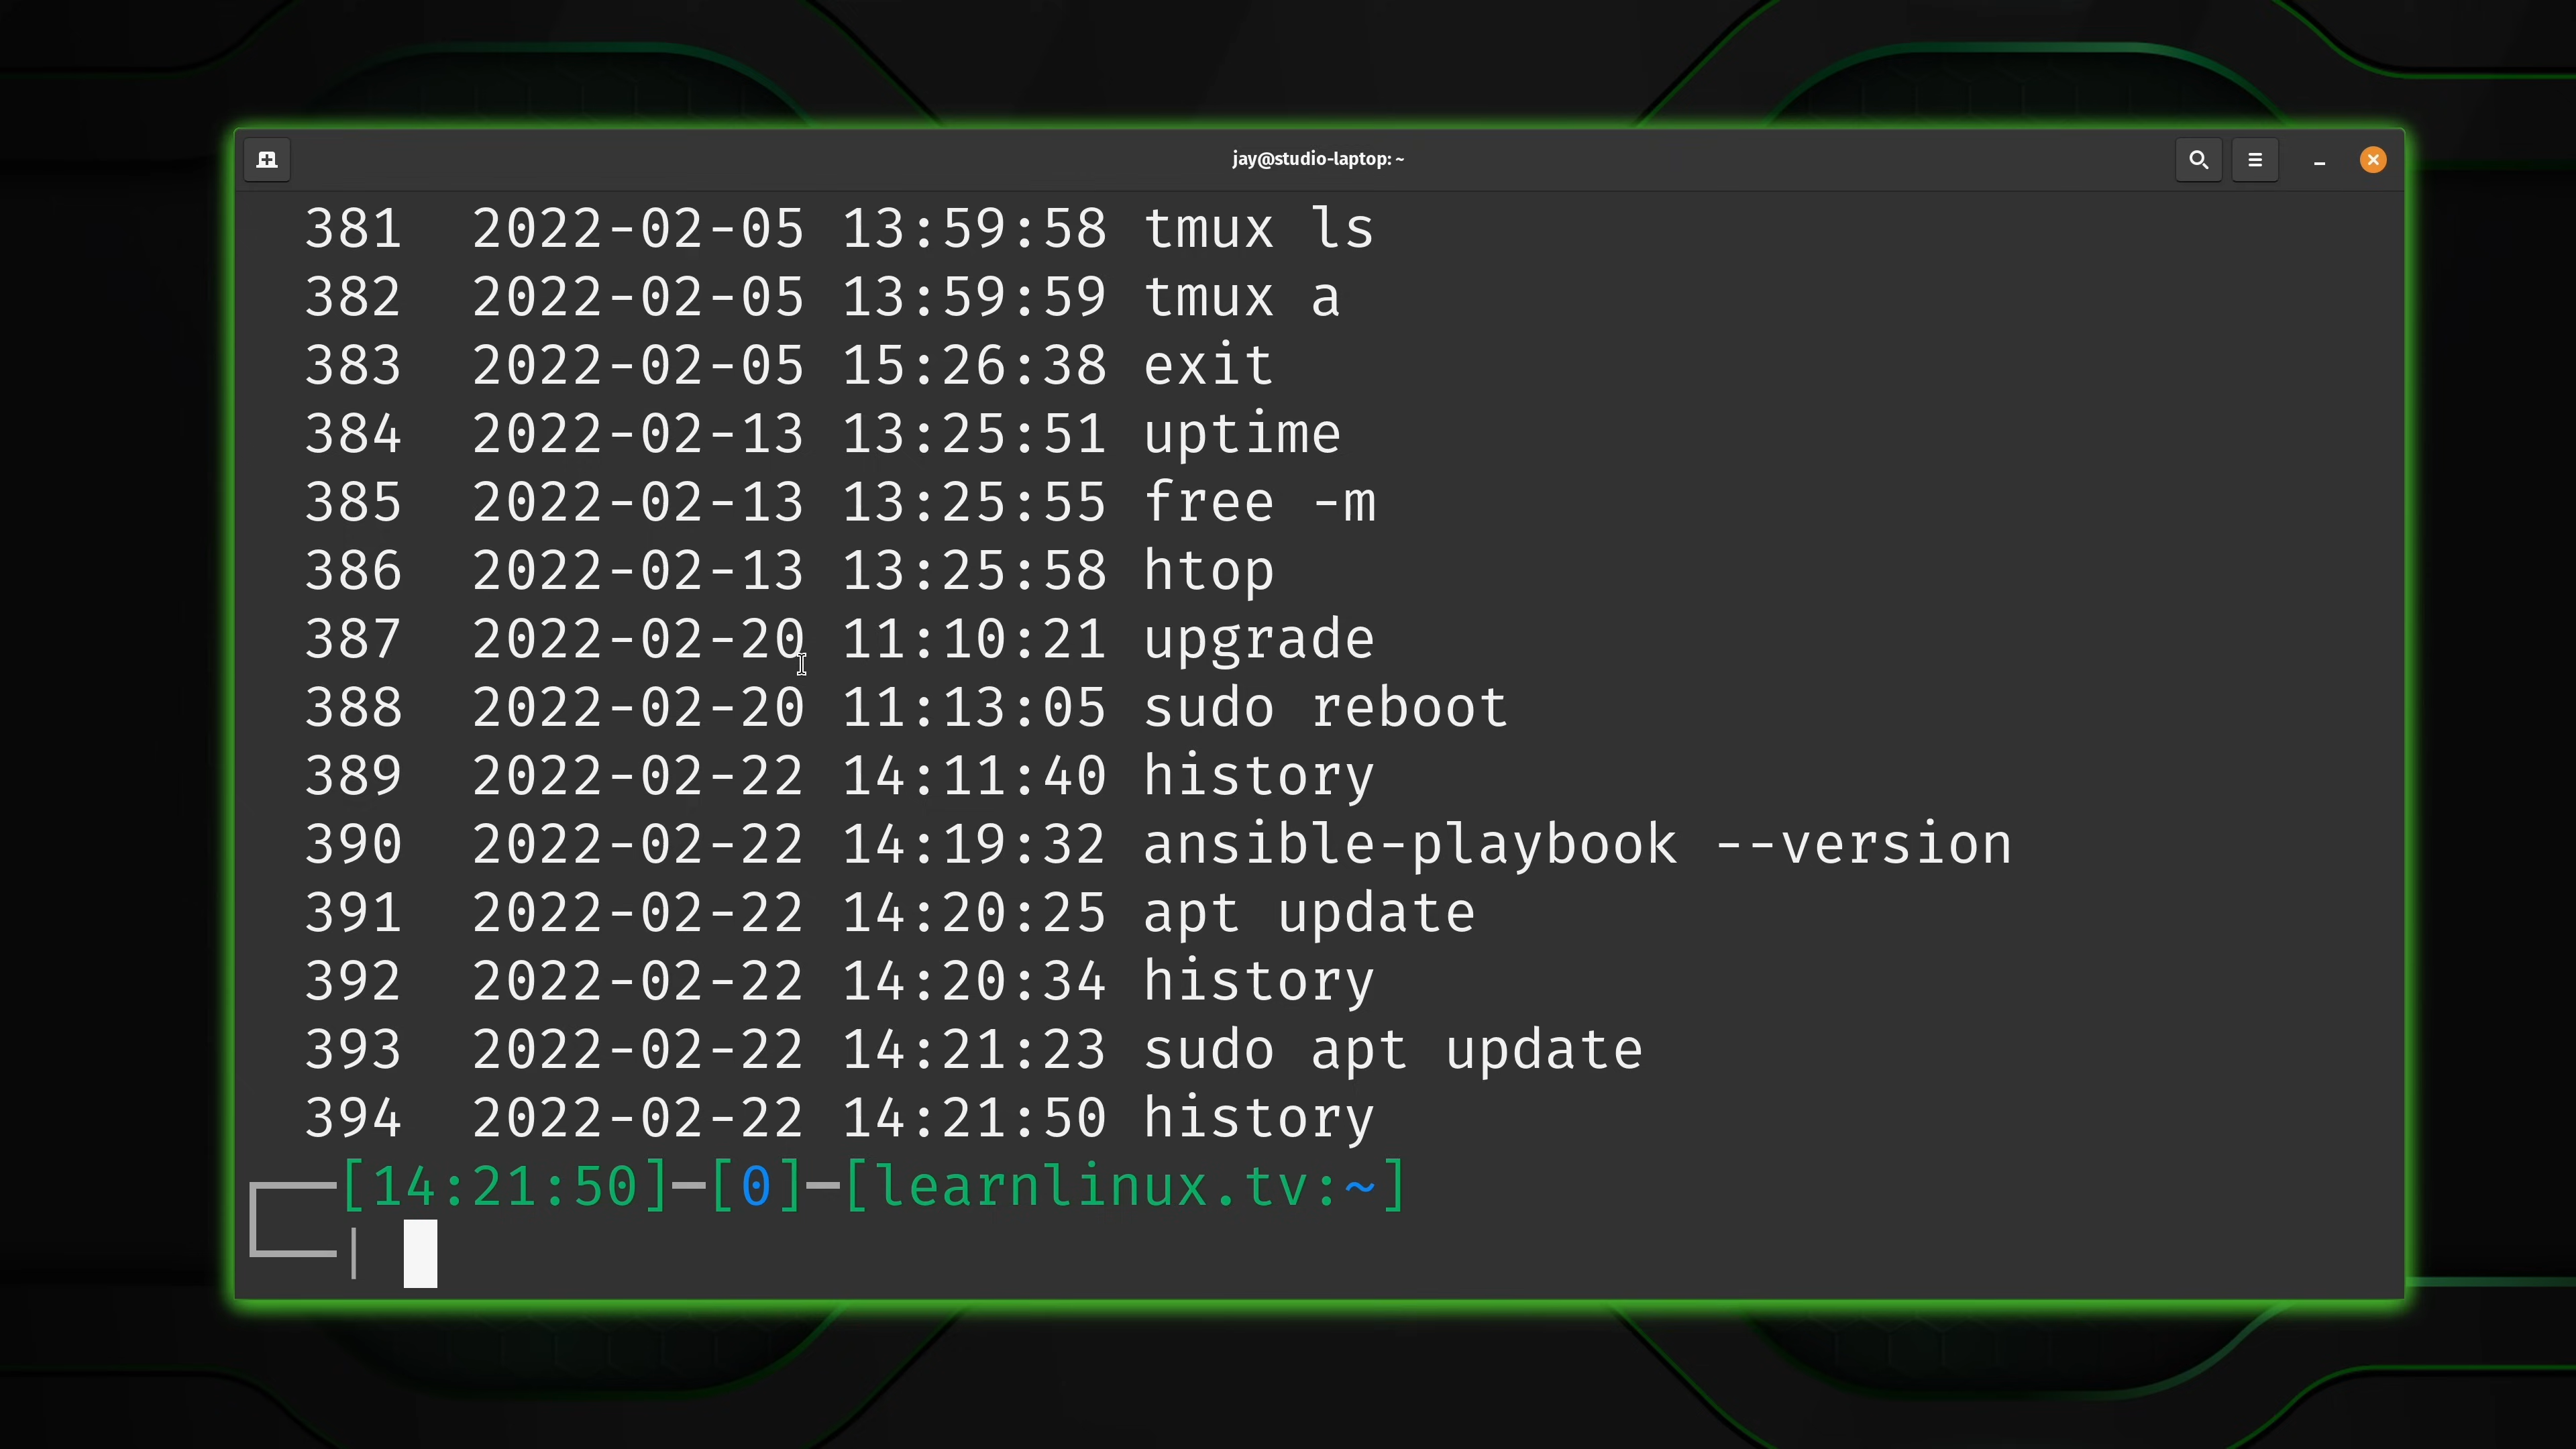 jay@studio-laptop: ~
381  2022-02-05 13:59:58 tmux ls
382  2022-02-05 13:59:59 tmux a
383  2022-02-05 15:26:38 exit
384  2022-02-13 13:25:51 uptime
385  2022-02-13 13:25:55 free -m
386  2022-02-13 13:25:58 htop
387  2022-02-20 11:10:21 upgrade
388  2022-02-20 11:13:05 sudo reboot
389  2022-02-22 14:11:40 history
390  2022-02-22 14:19:32 ansible-playbook --version
391  2022-02-22 14:20:25 apt update
392  2022-02-22 14:20:34 history
393  2022-02-22 14:21:23 sudo apt update
394  2022-02-22 14:21:50 history
┌──[14:21:50]─[0]─[learnlinux.tv:~]
└──|